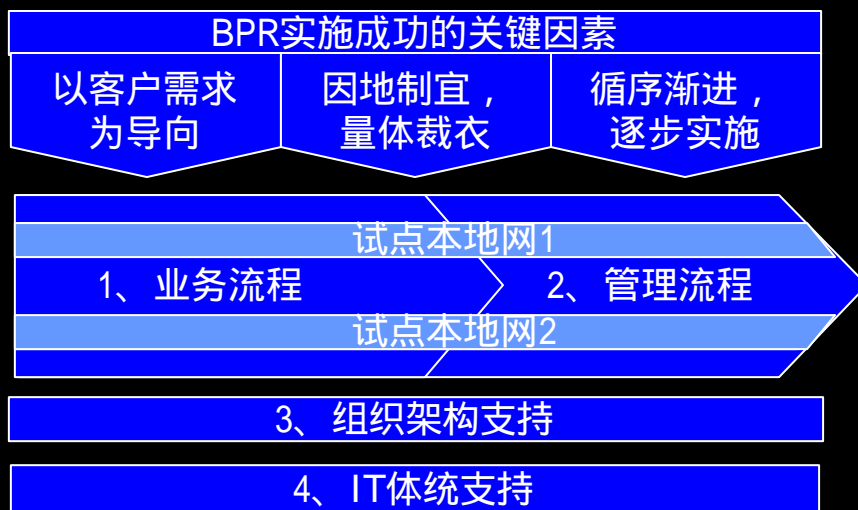 BPR实施成功的关键因素
以客户需求
为导向
因地制宜，
量体裁衣
循序渐进，
逐步实施
试点本地网1
1、业务流程
2、管理流程
试点本地网2
3、组织架构支持
4、IT体统支持